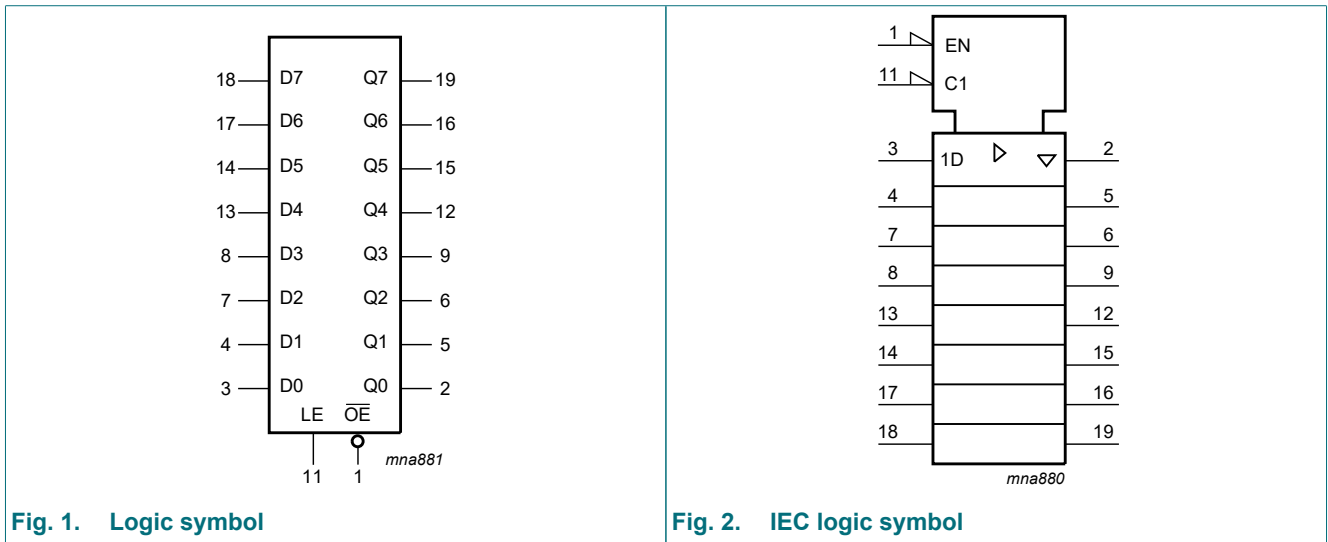 18 D7 Q7 19
17 D6 Q6 16
14 D5 Q5 15
13 D4 Q4 12
8 D3 Q3 9
7 D2 Q2 6
4 D1 Q1 5
3 D0 Q0 2
LE OE
mna881
11 1
Fig. 1. Logic symbol
1 EN
11 C1
3 1D 2
4 5
7 6
8 9
13 12
14 15
17 16
18 19
mna880
Fig. 2. IEC logic symbol